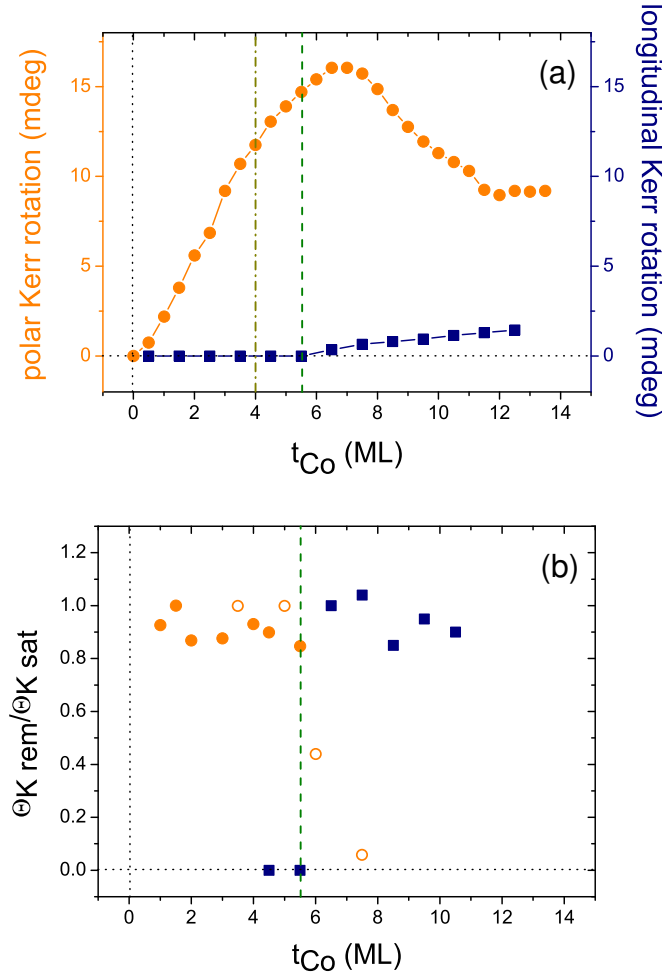 (a)
polar Kerr rotation (mdeg)
15
10
5
0
longitudinal Kerr rotation (mdeg)
15
10
5
0
0 2 4 6 8 10 12 14
tCo (ML)
(b)
ΘK rem/ΘK sat
1.2
1.0
0.8
0.6
0.4
0.2
0.0
0 2 4 6 8 10 12 14
tCo (ML)